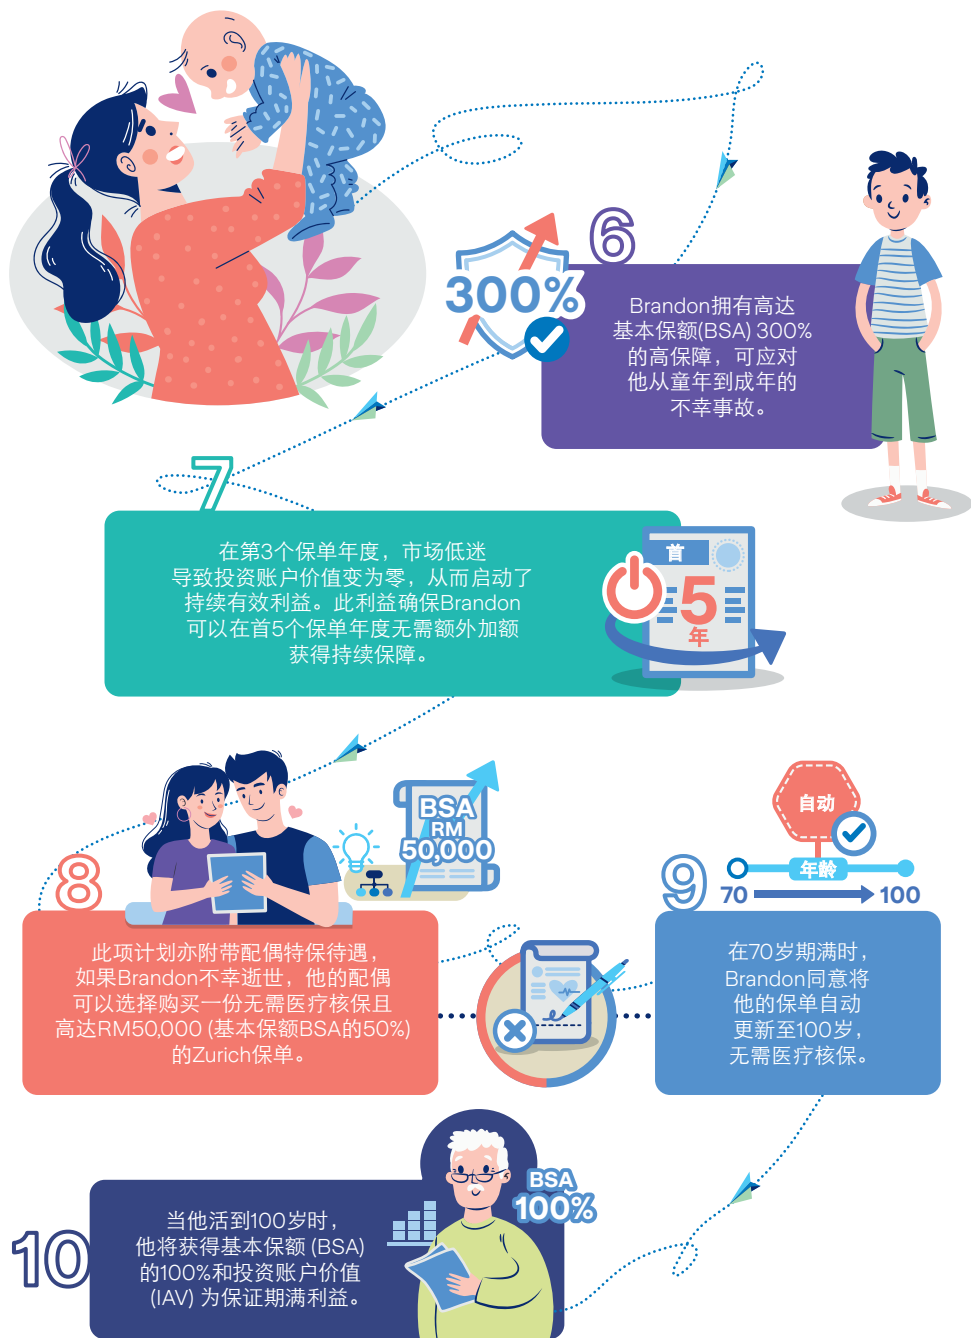 6
300%
Brandon拥有高达
基本保额(BSA) 300%
的高保障，可应对
他从童年到成年的
不幸事故。
7
在第3个保单年度，市场低迷
导致投资账户价值变为零，从而启动了
持续有效利益。此利益确保Brandon
可以在首5个保单年度无需额外加额
获得持续保障。
首
5
年
8
BSA
RM
50,000
此项计划亦附带配偶特保待遇，
如果Brandon不幸逝世，他的配偶
可以选择购买一份无需医疗核保且
高达RM50,000 (基本保额BSA的50%)
的Zurich保单。
9
自动
年龄
70
100
在70岁期满时，
Brandon同意将
他的保单自动
更新至100岁，
无需医疗核保。
10
当他活到100岁时，
他将获得基本保额 (BSA)
的100%和投资账户价值
(IAV) 为保证期满利益。
BSA
100%